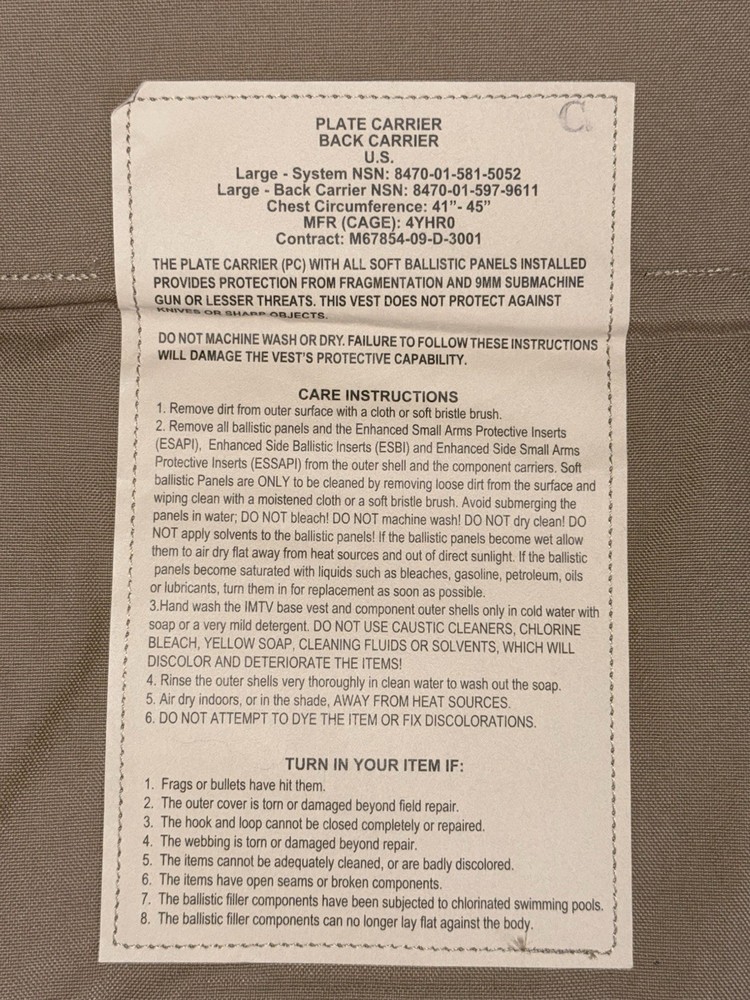 C
PLATE CARRIER
BACK CARRIER
U.S.
Large - System NSN: 8470-01-581-5052
Large - Back Carrier NSN: 8470-01-597-9611
Chest Circumference: 41”- 45”
MFR (CAGE): 4YHR0
Contract: M67854-09-D-3001
THE PLATE CARRIER (PC) WITH ALL SOFT BALLISTIC PANELS INSTALLED
PROVIDES PROTECTION FROM FRAGMENTATION AND 9MM SUBMACHINE
GUN OR LESSER THREATS. THIS VEST DOES NOT PROTECT AGAINST
KNIVES OR SHARP OBJECTS.
DO NOT MACHINE WASH OR DRY. FAILURE TO FOLLOW THESE INSTRUCTIONS
WILL DAMAGE THE VEST'S PROTECTIVE CAPABILITY.
CARE INSTRUCTIONS
1. Remove dirt from outer surface with a cloth or soft bristle brush.
2. Remove all ballistic panels and the Enhanced Small Arms Protective Inserts
(ESAPI), Enhanced Side Ballistic Inserts (ESBI) and Enhanced Side Small Arms
Protective Inserts (ESSAPI) from the outer shell and the component carriers. Soft
ballistic Panels are ONLY to be cleaned by removing loose dirt from the surface and
wiping clean with a moistened cloth or a soft bristle brush. Avoid submerging the
panels in water; DO NOT bleach! DO NOT machine wash! DO NOT dry clean! DO
NOT apply solvents to the ballistic panels! If the ballistic panels become wet allow
them to air dry flat away from heat sources and out of direct sunlight. If the ballistic
panels become saturated with liquids such as bleaches, gasoline, petroleum, oils
or lubricants, turn them in for replacement as soon as possible.
3.Hand wash the IMTV base vest and component outer shells only in cold water with
soap or a very mild detergent. DO NOT USE CAUSTIC CLEANERS, CHLORINE
BLEACH, YELLOW SOAP, CLEANING FLUIDS OR SOLVENTS, WHICH WILL
DISCOLOR AND DETERIORATE THE ITEMS!
4. Rinse the outer shells very thoroughly in clean water to wash out the soap.
5. Air dry indoors, or in the shade, AWAY FROM HEAT SOURCES.
6. DO NOT ATTEMPT TO DYE THE ITEM OR FIX DISCOLORATIONS.
TURN IN YOUR ITEM IF:
1. Frags or bullets have hit them.
2. The outer cover is torn or damaged beyond field repair.
3. The hook and loop cannot be closed completely or repaired.
4. The webbing is torn or damaged beyond repair.
5. The items cannot be adequately cleaned, or are badly discolored.
6. The items have open seams or broken components.
7. The ballistic filler components have been subjected to chlorinated swimming pools.
8. The ballistic filler components can no longer lay flat against the body.